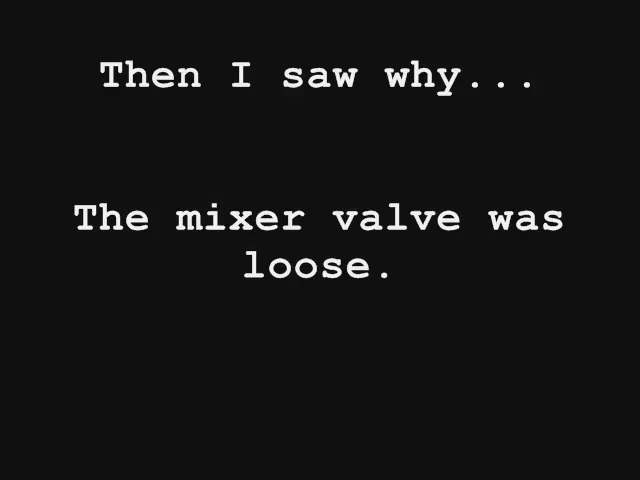 Then I saw why...
The mixer valve was
loose.